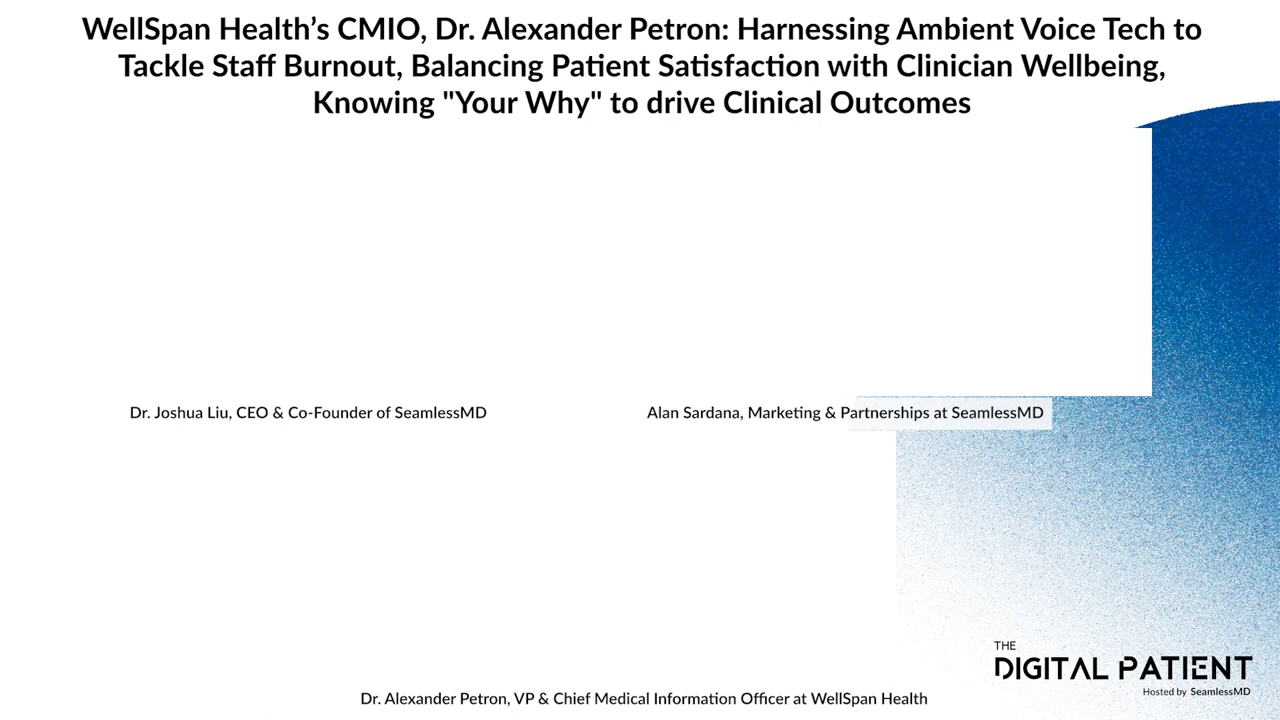 WellSpan Health’s CMIO, Dr. Alexander Petron: Harnessing Ambient Voice Tech to
Tackle Staff Burnout, Balancing Patient Satisfaction with Clinician Wellbeing,
Knowing "Your Why" to drive Clinical Outcomes
Dr. Joshua Liu, CEO & Co-Founder of SeamlessMD
Alan Sardana, Marketing & Partnerships at SeamlessMD
THE
DIGITAL PATIENT
Hosted by SeamlessMD
Dr. Alexander Petron, VP & Chief Medical Information Officer at WellSpan Health